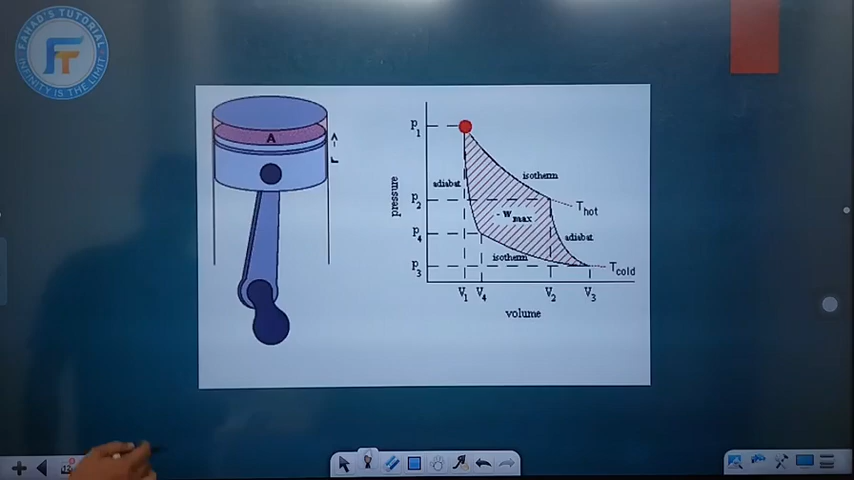 FAHAD'S TUTORIAL
FT
INFINITY IS THE LIMIT
A
P1
P2
P4
P3
pressure
adiabat
isotherm
Thot
- wmax
adiabat
isotherm
Tcold
V1 V4 V2 V3
volume